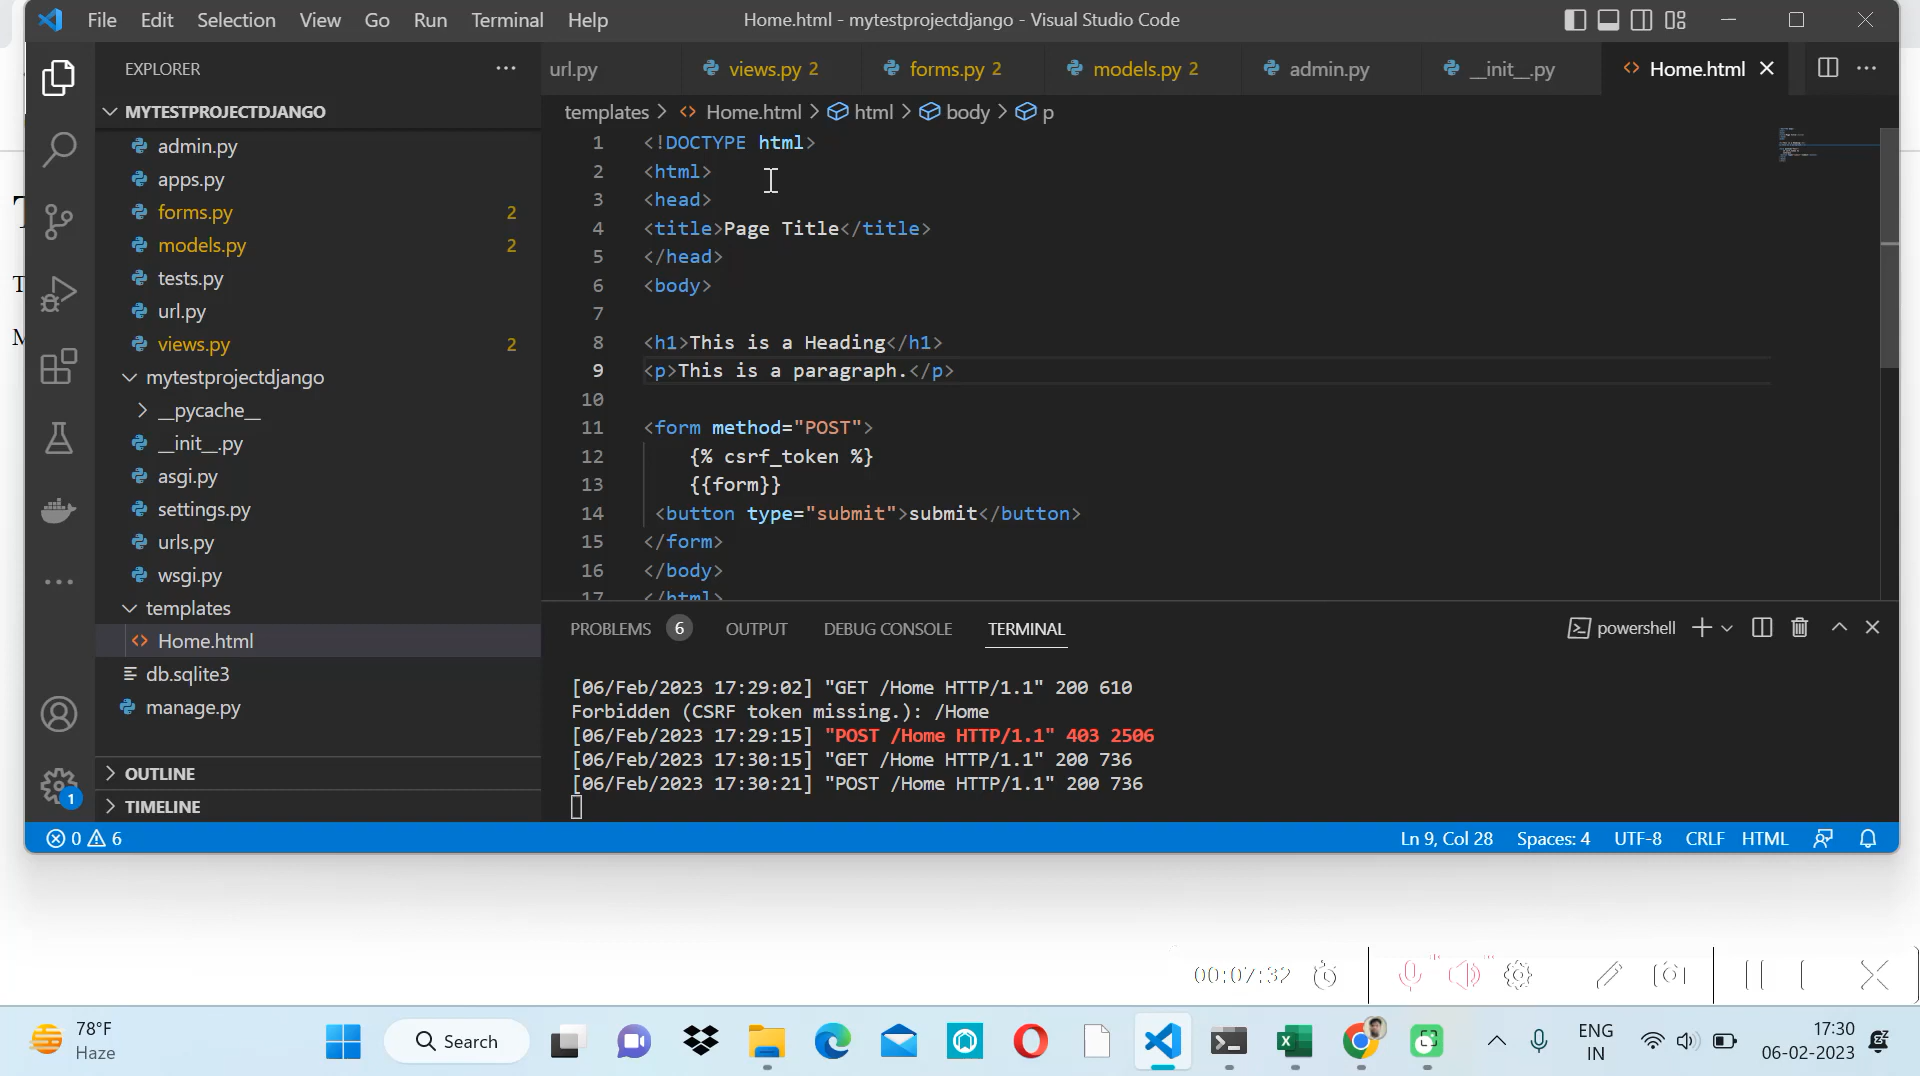 File Edit Selection View Go Run Terminal Help Home.html - mytestprojectdjango - Visual Studio Code
EXPLORER
url.py views.py 2 forms.py 2 models.py 2 admin.py __init__.py Home.html
MYTESTPROJECTDJANGO
templates > Home.html > html > body > p
admin.py
apps.py
forms.py 2
models.py 2
tests.py
url.py
views.py 2
mytestprojectdjango
__pycache__
__init__.py
asgi.py
settings.py
urls.py
wsgi.py
templates
Home.html
db.sqlite3
manage.py
OUTLINE
TIMELINE
1 <!DOCTYPE html>
2 <html>
3 <head>
4 <title>Page Title</title>
5 </head>
6 <body>
7
8 <h1>This is a Heading</h1>
9 <p>This is a paragraph.</p>
10
11 <form method="POST">
12 {% csrf_token %}
13 {{form}}
14 <button type="submit">submit</button>
15 </form>
16 </body>
17 </html>
PROBLEMS 6 OUTPUT DEBUG CONSOLE TERMINAL powershell
[06/Feb/2023 17:29:02] "GET /Home HTTP/1.1" 200 610
Forbidden (CSRF token missing.): /Home
[06/Feb/2023 17:29:15] "POST /Home HTTP/1.1" 403 2506
[06/Feb/2023 17:30:15] "GET /Home HTTP/1.1" 200 736
[06/Feb/2023 17:30:21] "POST /Home HTTP/1.1" 200 736
1
0 6 Ln 9, Col 28 Spaces: 4 UTF-8 CRLF HTML
00:07:32
78°F
Haze
Search
ENG
IN
17:30
06-02-2023